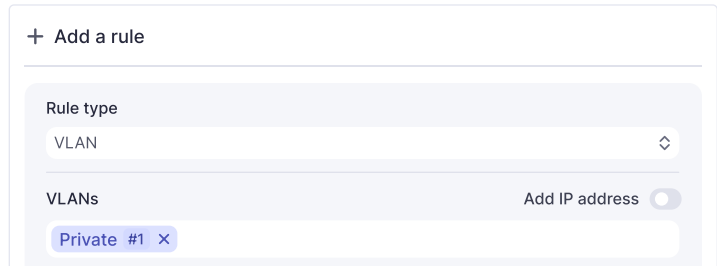 + Add a rule
Rule type
VLAN
VLANs Add IP address
Private #1 ×